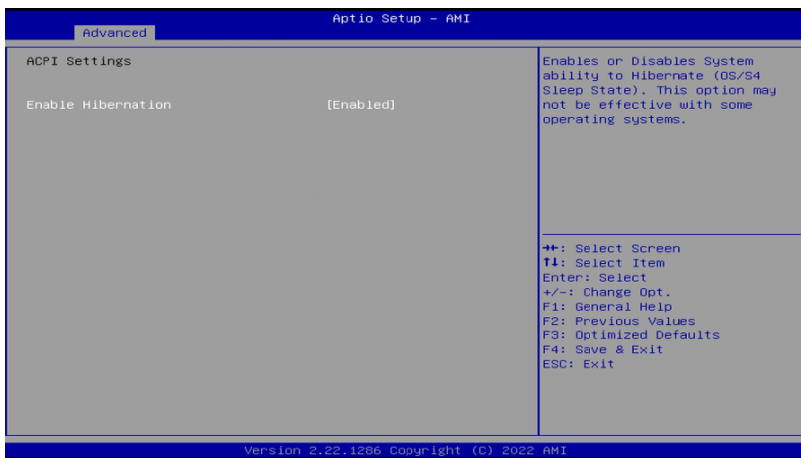 Aptio Setup - AMI
Advanced
ACPI Settings
Enable Hibernation [Enabled]
Enables or Disables System
ability to Hibernate (OS/S4
Sleep State). This option may
not be effective with some
operating systems.
→←: Select Screen
↑↓: Select Item
Enter: Select
+/-: Change Opt.
F1: General Help
F2: Previous Values
F3: Optimized Defaults
F4: Save & Exit
ESC: Exit
Version 2.22.1286 Copyright (C) 2022 AMI